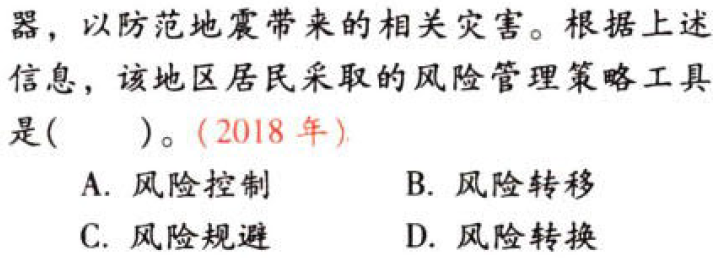 器，以防范地震带来的相关灾害。根据上述
信息，该地区居民采取的风险管理策略工具
是(　　)。(2018 年)
A. 风险控制　　B. 风险转移
C. 风险规避　　D. 风险转换